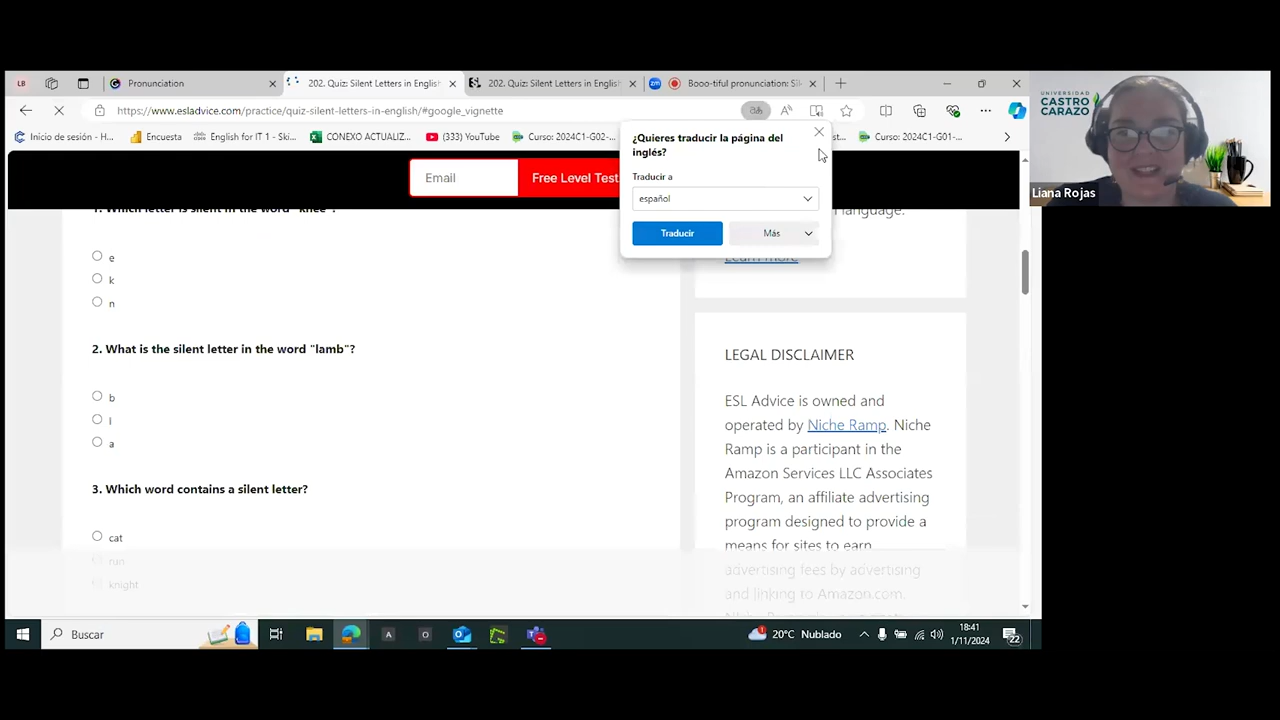 LB
Pronunciation
202. Quiz: Silent Letters in English
202. Quiz: Silent Letters in English
Booo-tiful pronunciation:
https://www.esladvice.com/practice/quiz-silent-letters-in-english/#google_vignette
Inicio de sesión - H...
Encuesta
English for IT 1 - Ski...
CONEXO ACTUALIZ...
(333) YouTube
Curso: 2024C1-G02-...
Curso: 2024C1-G01-...
Email
Free Level Test
¿Quieres traducir la página del
inglés?
Traducir a
español
Traducir
Más
language.
Learn more
1. Which letter is silent in the word "knee"?
e
k
n
2. What is the silent letter in the word "lamb"?
b
l
a
3. Which word contains a silent letter?
cat
run
knight
LEGAL DISCLAIMER
ESL Advice is owned and
operated by Niche Ramp. Niche
Ramp is a participant in the
Amazon Services LLC Associates
Program, an affiliate advertising
program designed to provide a
means for sites to earn
advertising fees by advertising
and linking to Amazon.com.
UNIVERSIDAD
CASTRO
CARAZO
Liana Rojas
Buscar
A
O
20°C Nublado
18:41
1/11/2024
22